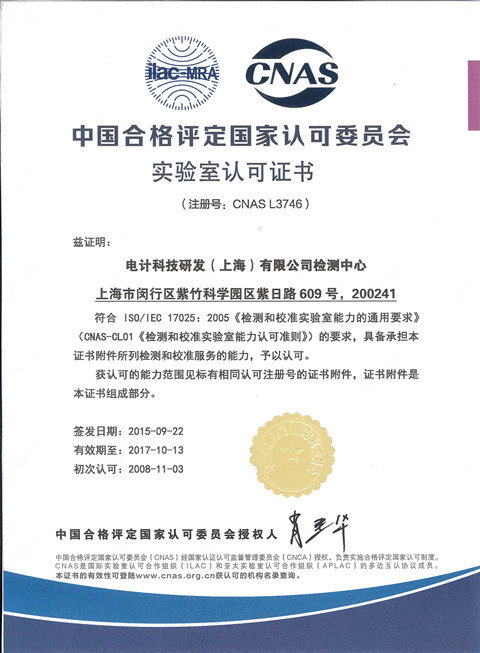 ilac-MRA
CNAS
中国合格评定国家认可委员会
实验室认可证书
（注册号：CNAS L3746）
兹证明：
电计科技研发（上海）有限公司检测中心
上海市闵行区紫竹科学园区紫日路 609 号，200241
符合 ISO/IEC 17025：2005《检测和校准实验室能力的通用要求》
（CNAS-CL01《检测和校准实验室能力认可准则》）的要求，具备承担本
证书附件所列检测和校准服务的能力，予以认可。
获认可的能力范围见标有相同认可注册号的证书附件，证书附件是
本证书组成部分。
签发日期：2015-09-22
有效期至：2017-10-13
初次认可：2008-11-03
中国合格评定国家认可委员会授权人
中国合格评定国家认可委员会（CNAS）经国家认证认可监督管理委员会（CNCA）授权，负责实施合格评定国家认可制度。
CNAS是国际实验室认可合作组织（ILAC）和亚太实验室认可合作组织（APLAC）的多边互认协议成员。
本证书的有效性可登陆www.cnas.org.cn获认可的机构名录查询。